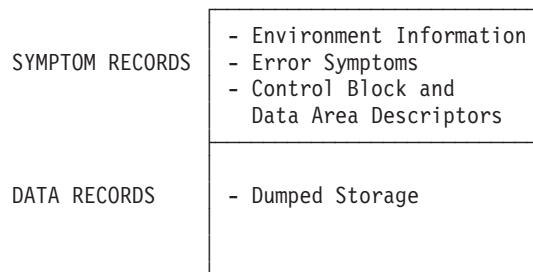 - Environment Information
SYMPTOM RECORDS - Error Symptoms
- Control Block and
Data Area Descriptors
DATA RECORDS - Dumped Storage